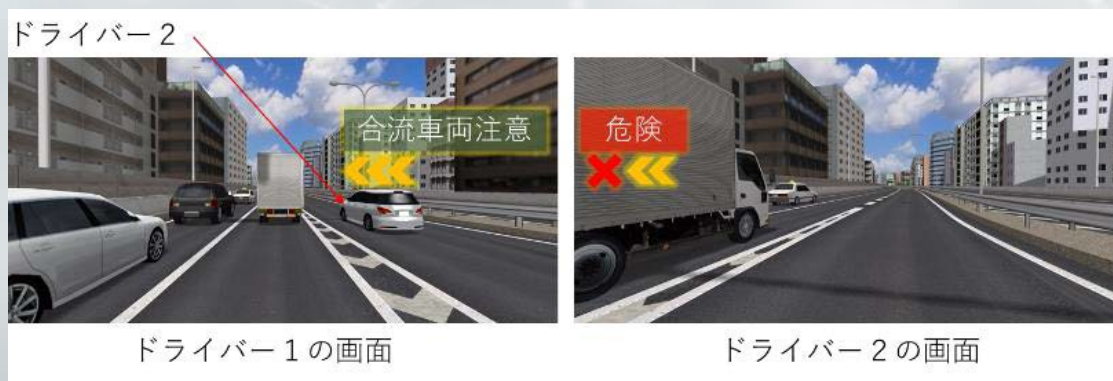 ドライバー２
合流車両注意
危険
ドライバー１の画面
ドライバー２の画面